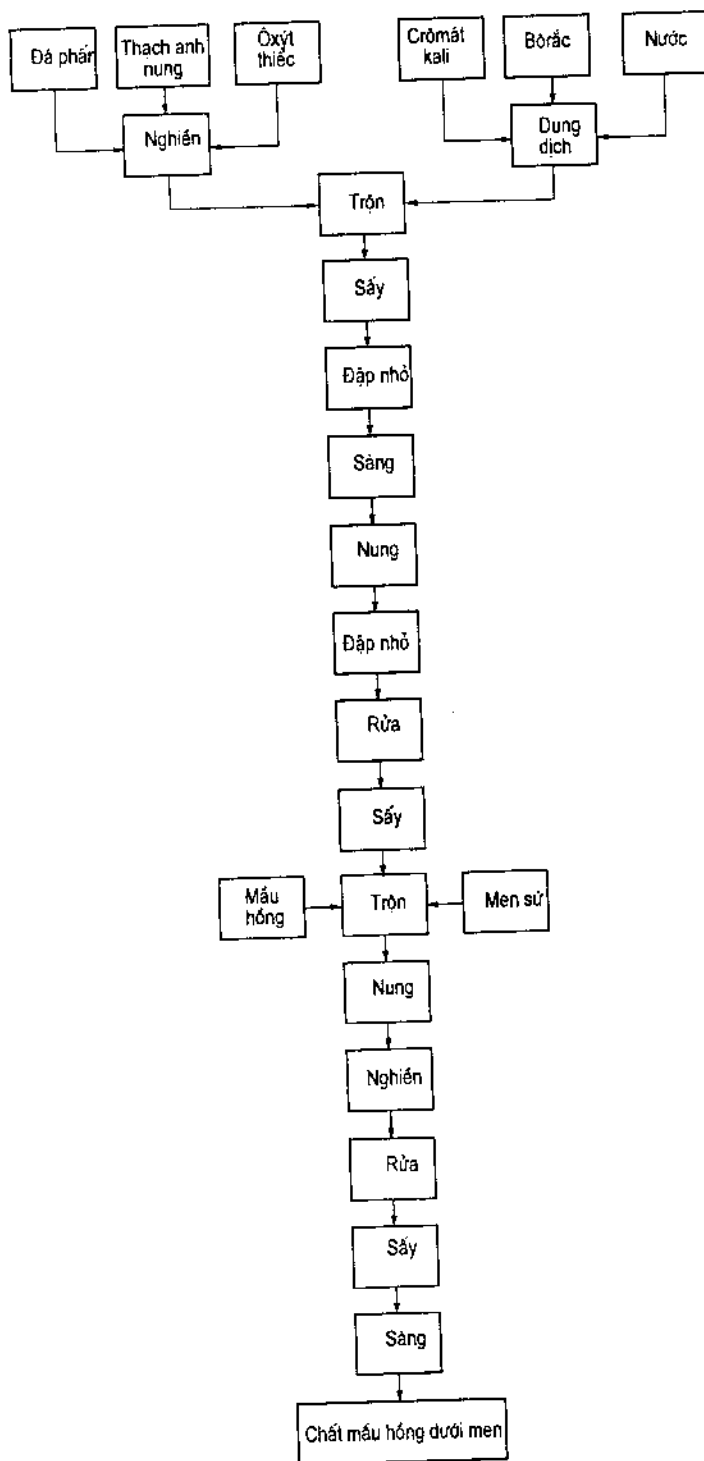 Đá phấn
Thạch anh
nung
Ôxýt
thiếc
Crômát
kali
Bôrắc
Nước
Nghiền
Dung
dịch
Trộn
Sấy
Đập nhỏ
Sàng
Nung
Đập nhỏ
Rửa
Sấy
Mầu
hồng
Trộn
Men sứ
Nung
Nghiền
Rửa
Sấy
Sàng
Chất mầu hồng dưới men